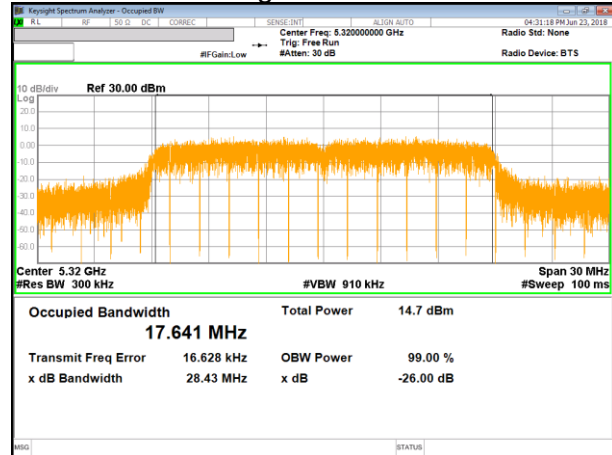 Keysight Spectrum Analyzer - Occupied BW
RL RF 50 Ω DC CORREC SENSE:INT ALIGN AUTO 04:31:18 PM Jun 23, 2018
Center Freq: 5.320000000 GHz Radio Std: None
Trig: Free Run
#IFGain:Low #Atten: 30 dB Radio Device: BTS
10 dB/div Ref 30.00 dBm
Log
20.0
10.0
0.00
-10.0
-20.0
-30.0
-40.0
-50.0
-60.0
Center 5.32 GHz Span 30 MHz
#Res BW 300 kHz #VBW 910 kHz #Sweep 100 ms
Occupied Bandwidth Total Power 14.7 dBm
17.641 MHz
Transmit Freq Error 16.628 kHz OBW Power 99.00 %
x dB Bandwidth 28.43 MHz x dB -26.00 dB
MSG STATUS